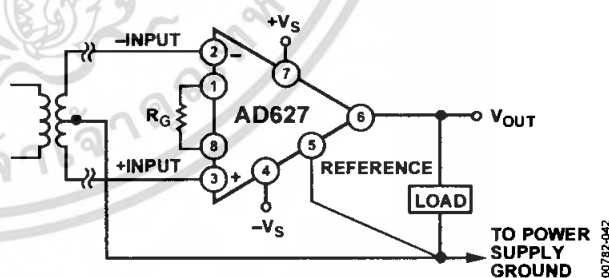 +VS
–INPUT
2
–
7
1
RG
AD627
6
VOUT
8
5
REFERENCE
+INPUT
3
+
4
LOAD
–VS
TO POWER
SUPPLY
GROUND
00782-042